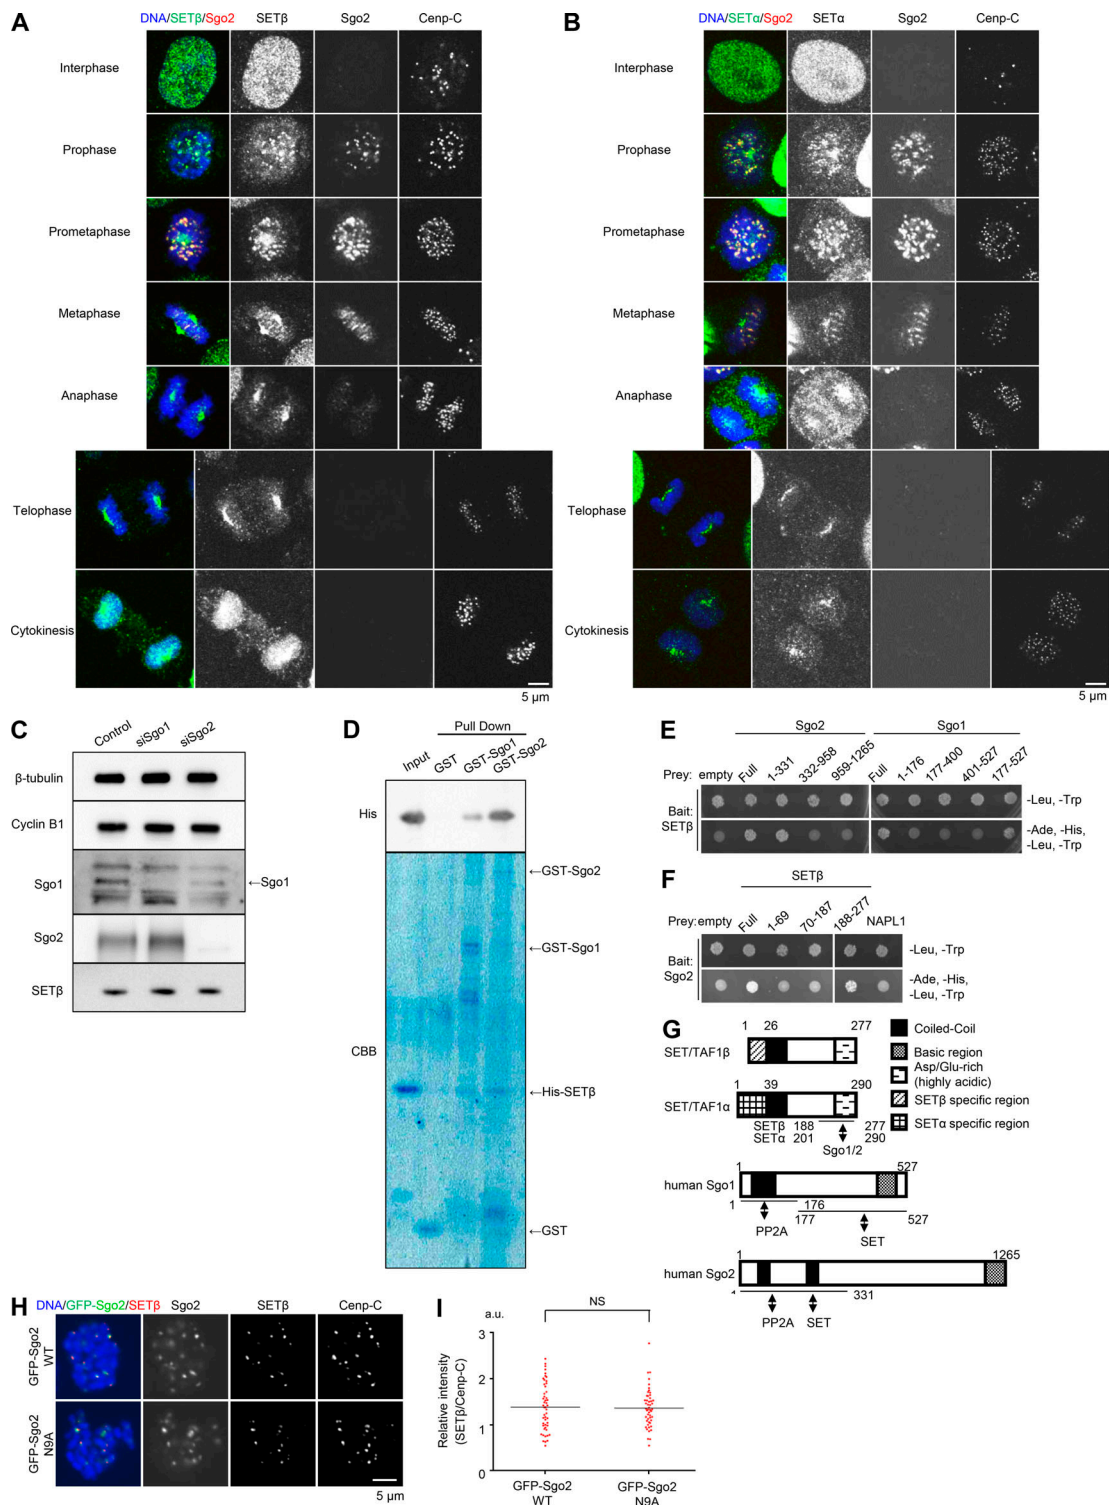 A
DNA/SETβ/Sgo2 SETβ Sgo2 Cenp-C
Interphase
Prophase
Prometaphase
Metaphase
Anaphase
Telophase
Cytokinesis
5 µm
B
DNA/SETα/Sgo2 SETα Sgo2 Cenp-C
Interphase
Prophase
Prometaphase
Metaphase
Anaphase
Telophase
Cytokinesis
5 µm
C
Control siSgo1 siSgo2
β-tubulin
Cyclin B1
Sgo1 ←Sgo1
Sgo2
SETβ
D
Pull Down
Input GST GST-Sgo1 GST-Sgo2
His
←GST-Sgo2
←GST-Sgo1
CBB
←His-SETβ
←GST
E
Sgo2 Sgo1
Prey: empty Full 1-331 332-958 959-1265 Full 1-176 177-400 401-527 177-527
Bait: SETβ
-Leu, -Trp
-Ade, -His,
-Leu, -Trp
F
SETβ
Prey: empty Full 1-69 70-187 188-277 NAPL1
Bait: Sgo2
-Leu, -Trp
-Ade, -His,
-Leu, -Trp
G
1 26 277
SET/TAF1β
1 39 290
SET/TAF1α
SETβ 188 277
SETα 201 290
Sgo1/2
Coiled-Coil
Basic region
Asp/Glu-rich
(highly acidic)
SETβ specific region
SETα specific region
1 527
human Sgo1
1 176
177 527
PP2A SET
1 1265
human Sgo2
331
PP2A SET
H
DNA/GFP-Sgo2/SETβ Sgo2 SETβ Cenp-C
GFP-Sgo2
WT
GFP-Sgo2
N9A
5 µm
I
a.u.
NS
3
2
1
0
Relative intensity
(SETβ/Cenp-C)
GFP-Sgo2
WT
GFP-Sgo2
N9A